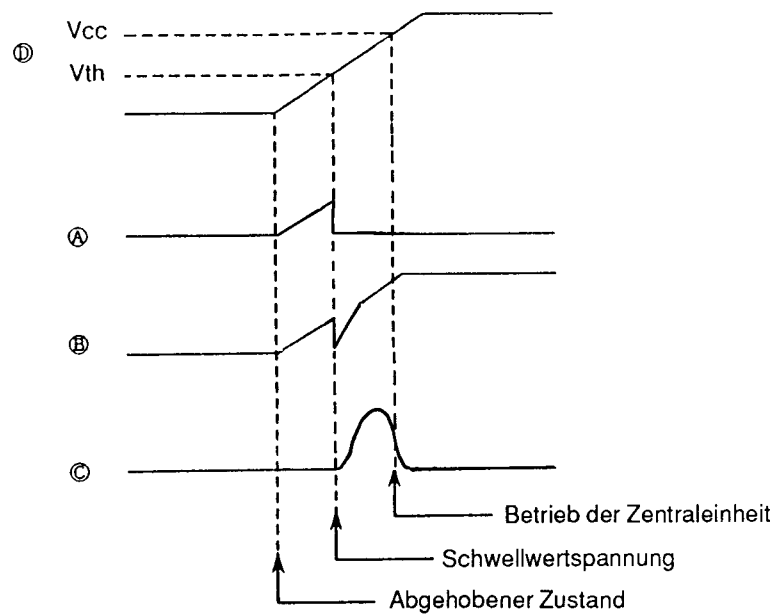 Vcc
Ⓓ
Vth
Ⓐ
Ⓑ
Ⓒ
Betrieb der Zentraleinheit
Schwellwertspannung
Abgehobener Zustand